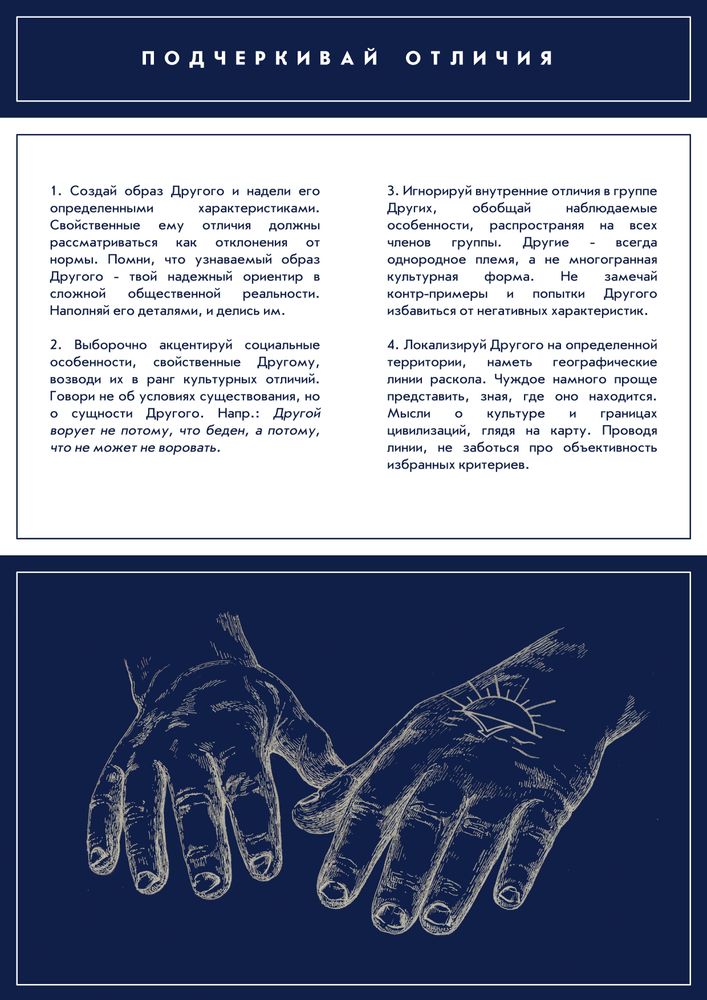 ПОДЧЕРКИВАЙ ОТЛИЧИЯ
1. Создай образ Другого и надели его
определенными характеристиками.
Свойственные ему отличия должны
рассматриваться как отклонения от
нормы. Помни, что узнаваемый образ
Другого - твой надежный ориентир в
сложной общественной реальности.
Наполняй его деталями, и делись им.
2. Выборочно акцентируй социальные
особенности, свойственные Другому,
возводи их в ранг культурных отличий.
Говори не об условиях существования, но
о сущности Другого. Напр.: Другой
ворует не потому, что беден, а потому,
что не может не воровать.
3. Игнорируй внутренние отличия в группе
Других, обобщай наблюдаемые
особенности, распространяя на всех
членов группы. Другие - всегда
однородное племя, а не многогранная
культурная форма. Не замечай
контр-примеры и попытки Другого
избавиться от негативных характеристик.
4. Локализируй Другого на определенной
территории, наметь географические
линии раскола. Чуждое намного проще
представить, зная, где оно находится.
Мысли о культуре и границах
цивилизаций, глядя на карту. Проводя
линии, не заботься про объективность
избранных критериев.